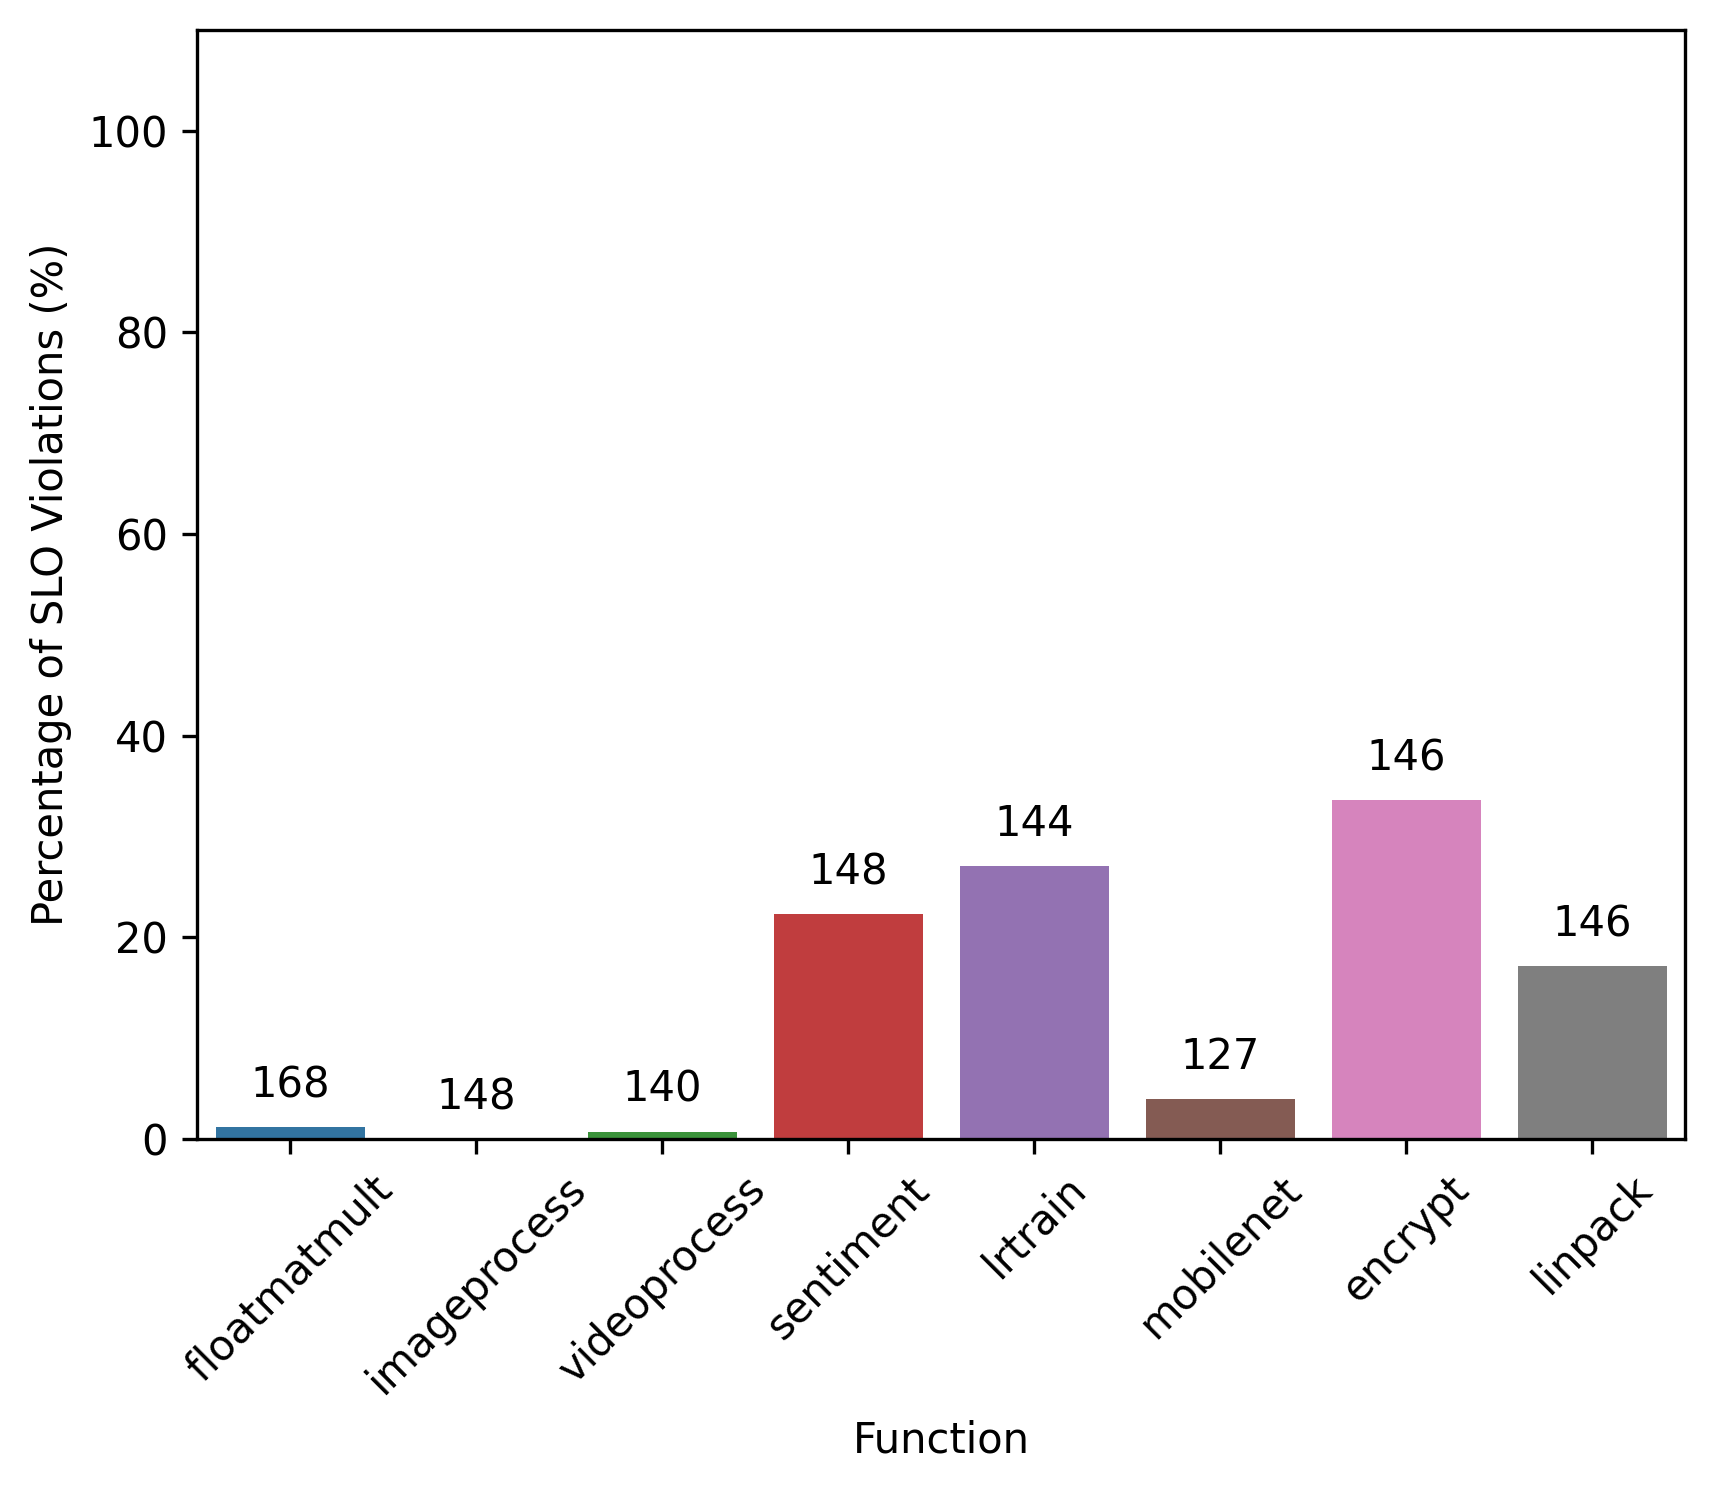 Percentage of SLO Violations (%)
100
80
60
40
20
0
168
148
140
148
144
127
146
146
floatmatmult
imageprocess
videoprocess
sentiment
lrtrain
mobilenet
encrypt
linpack
Function